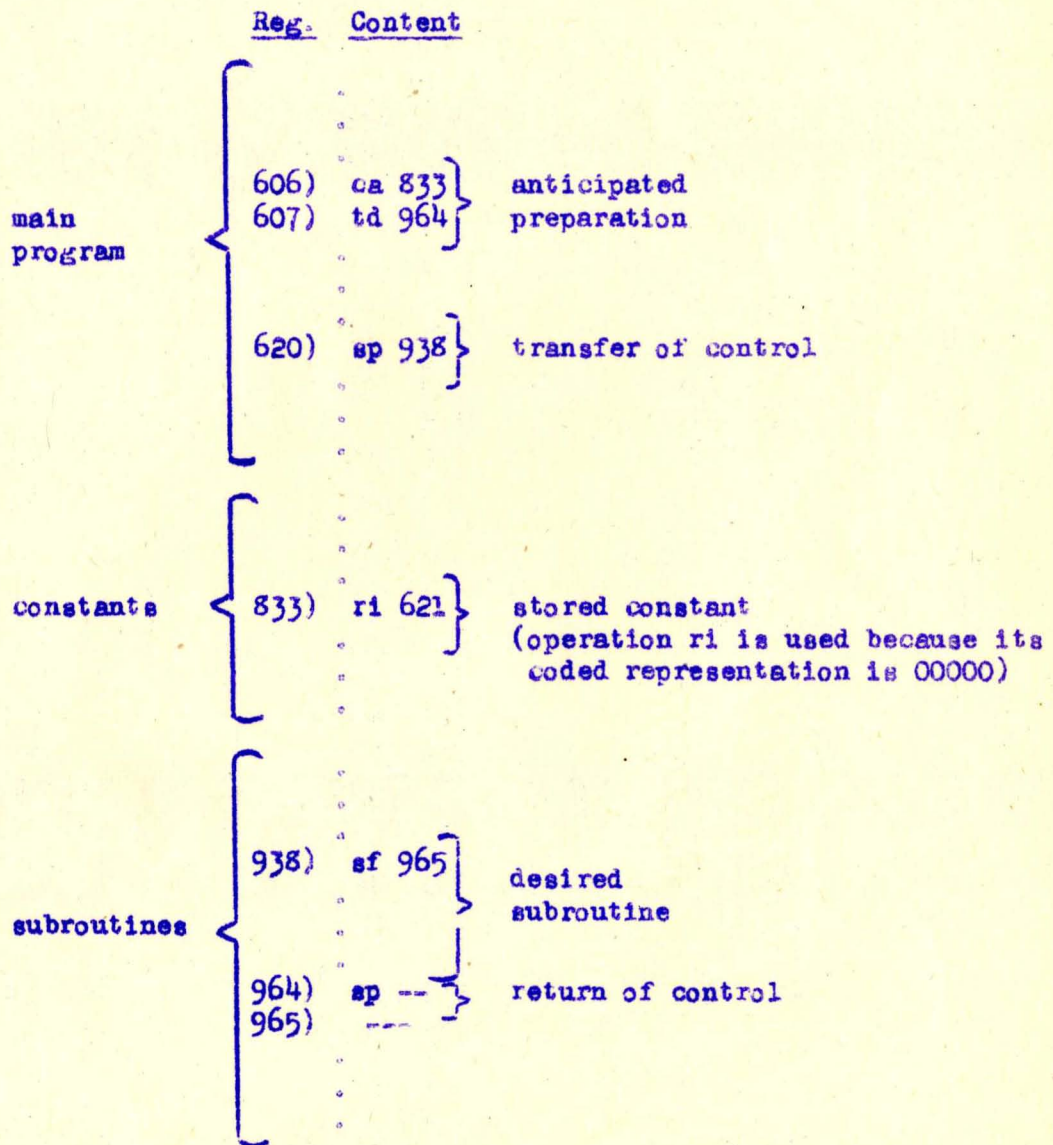 Reg. Content
606) ca 833 anticipated
main 607) td 964 preparation
program
620) sp 938 transfer of control
constants 833) ri 621 stored constant
(operation ri is used because its
coded representation is 00000)
938) sf 965 desired
subroutines subroutine
964) sp -- return of control
965) ---